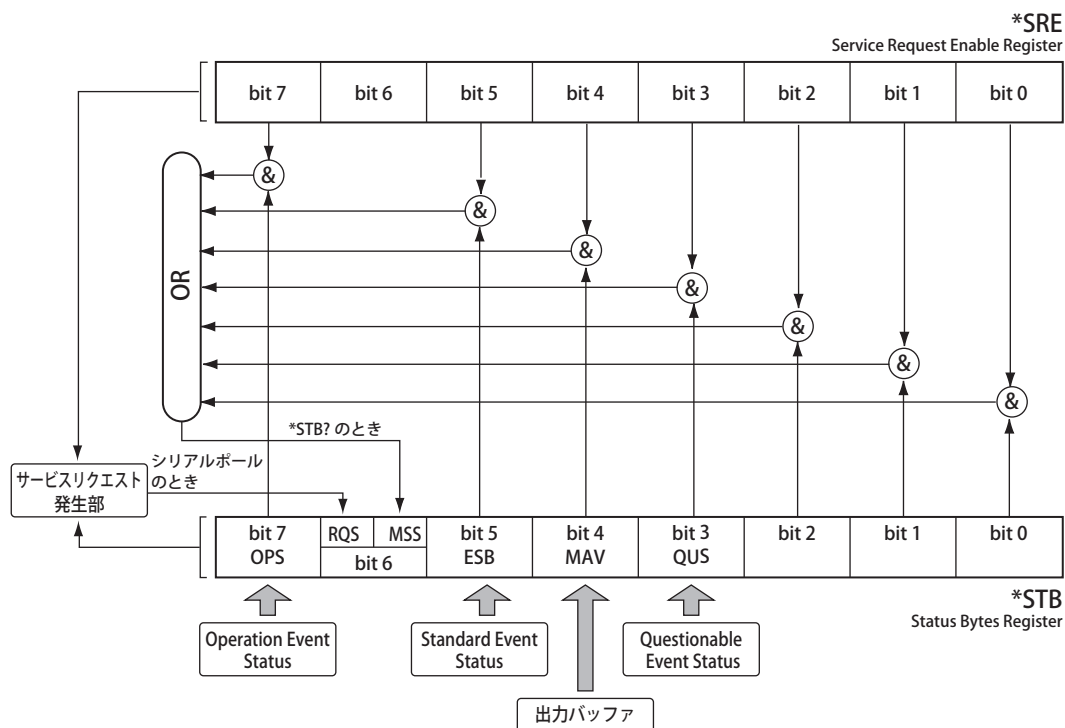 *SRE
Service Request Enable Register
bit 7 bit 6 bit 5 bit 4 bit 3 bit 2 bit 1 bit 0
&
&
&
&
&
&
&
OR
*STB? のとき
シリアルポール
のとき
サービスリクエスト
発生部
bit 7 RQS MSS bit 5 bit 4 bit 3 bit 2 bit 1 bit 0
OPS bit 6 ESB MAV QUS
*STB
Status Bytes Register
Operation Event
Status
Standard Event
Status
Questionable
Event Status
出力バッファ